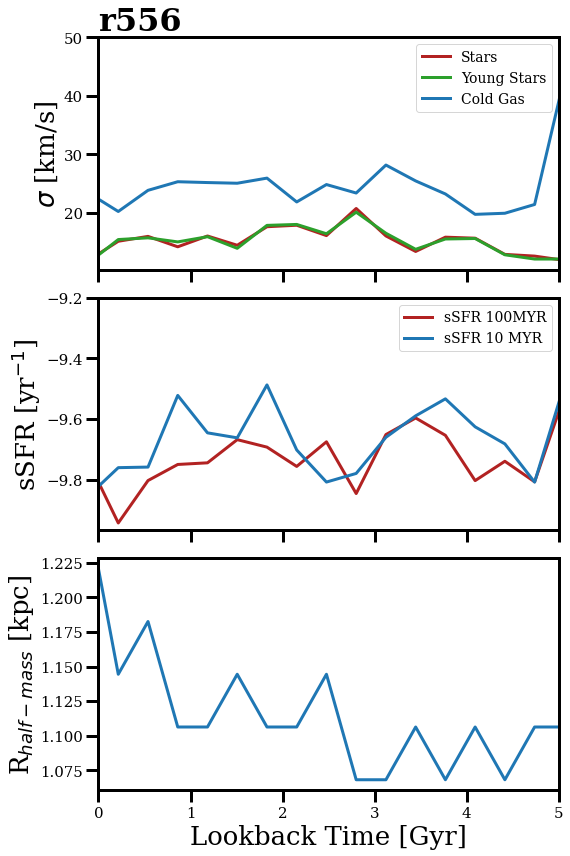 r556
50
40
30
20
σ [km/s]
Stars
Young Stars
Cold Gas
−9.2
−9.4
−9.6
−9.8
sSFR [yr⁻¹]
sSFR 100MYR
sSFR 10 MYR
1.225
1.200
1.175
1.150
1.125
1.100
1.075
R_{half−mass} [kpc]
0 1 2 3 4 5
Lookback Time [Gyr]